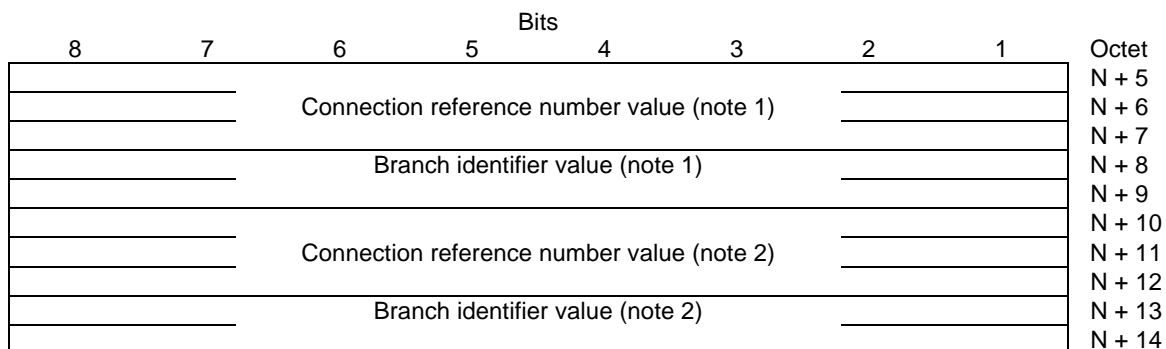 Bits
8 7 6 5 4 3 2 1 Octet
N + 5
Connection reference number value (note 1) N + 6
N + 7
Branch identifier value (note 1) N + 8
N + 9
N + 10
Connection reference number value (note 2) N + 11
N + 12
Branch identifier value (note 2) N + 13
N + 14